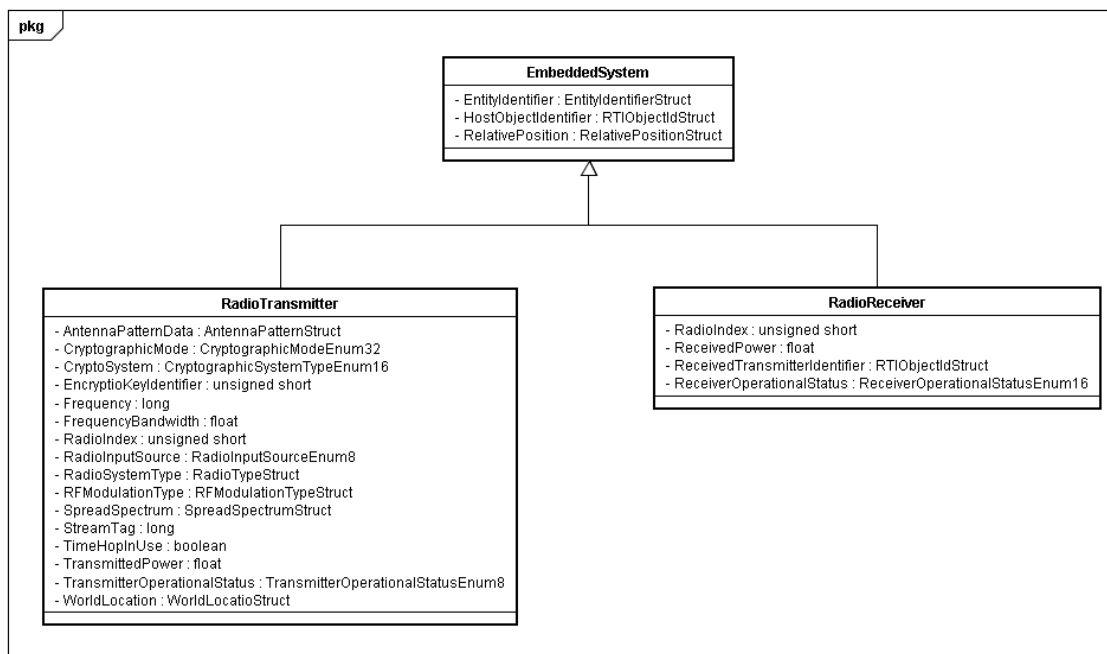 pkg
EmbeddedSystem
- EntityIdentifier : EntityIdentifierStruct
- HostObjectIdentifier : RTIObjectIdStruct
- RelativePosition : RelativePositionStruct
RadioTransmitter
- AntennaPatternData : AntennaPatternStruct
- CryptographicMode : CryptographicModeEnum32
- CryptoSystem : CryptographicSystemTypeEnum16
- EncryptioKeyIdentifier : unsigned short
- Frequency : long
- FrequencyBandwidth : float
- RadioIndex : unsigned short
- RadioInputSource : RadioInputSourceEnum8
- RadioSystemType : RadioTypeStruct
- RFModulationType : RFModulationTypeStruct
- SpreadSpectrum : SpreadSpectrumStruct
- StreamTag : long
- TimeHopInUse : boolean
- TransmittedPower : float
- TransmitterOperationalStatus : TransmitterOperationalStatusEnum8
- WorldLocation : WorldLocatioStruct
RadioReceiver
- RadioIndex : unsigned short
- ReceivedPower : float
- ReceivedTransmitterIdentifier : RTIObjectIdStruct
- ReceiverOperationalStatus : ReceiverOperationalStatusEnum16